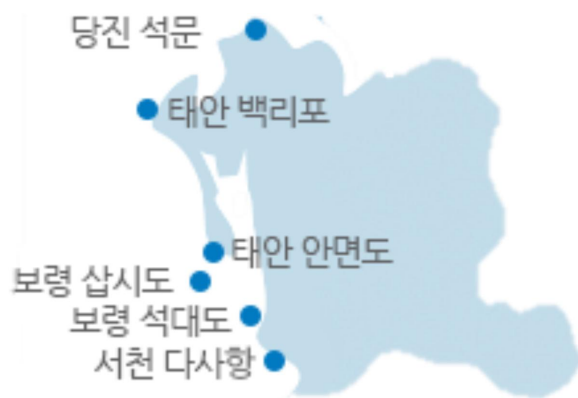 당진 석문
태안 백리포
태안 안면도
보령 삽시도
보령 석대도
서천 다사항